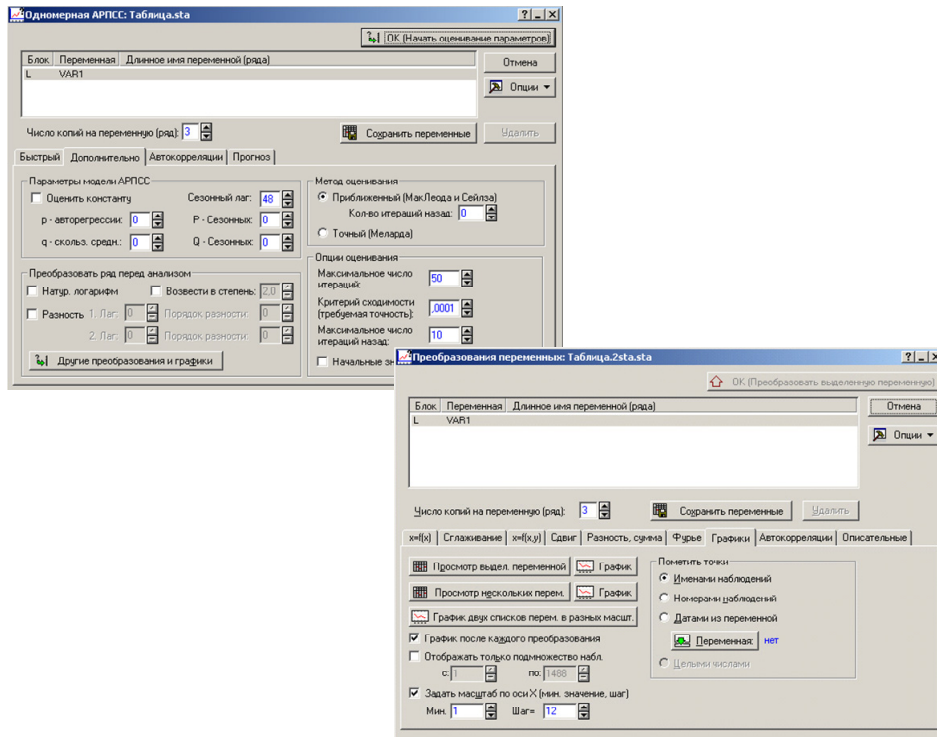 Одномерная АРПСС: Таблица.sta
OK (Начать оценивание параметров)
Блок Переменная Длинное имя переменной (ряда)
L VAR1
Отмена
Опции
Число копий на переменную (ряд): 3
Сохранить переменные
Удалить
Быстрый Дополнительно Автокорреляции Прогноз
Параметры модели АРПСС
Оценить константу Сезонный лаг: 48
p - авторегрессии: 0 P - Сезонных: 0
q - скольз. средн.: 0 Q - Сезонных: 0
Преобразовать ряд перед анализом
Натур. логарифм Возвести в степень: 2,0
Разность 1. Лаг: 0 Порядок разности: 0
2. Лаг: 0 Порядок разности: 0
Другие преобразования и графики
Метод оценивания
Приближенный (МакЛеода и Сейлза)
Кол-во итераций назад: 0
Точный (Меларда)
Опции оценивания
Максимальное число
итераций: 50
Критерий сходимости
(требуемая точность): ,0001
Максимальное число
итераций назад: 10
Начальные
Преобразования переменных: Таблица.2sta.sta
OK (Преобразовать выделенную переменную)
Блок Переменная Длинное имя переменной (ряда)
L VAR1
Отмена
Опции
Число копий на переменную (ряд): 3
Сохранить переменные
Удалить
x=f(x) Сглаживание x=f(x,y) Сдвиг Разность, сумма Фурье Графики Автокорреляции Описательные
Просмотр выдел. переменной График
Просмотр нескольких перем. График
График двух списков перем. в разных масшт.
График после каждого преобразования
Отображать только подмножество набл.
с: 1 по: 1488
Задать масштаб по оси X (мин. значение, шаг)
Мин. 1 Шаг= 12
Пометить точки
Именами наблюдений
Номерами наблюдений
Датами из переменной
Переменная: нет
Целыми числами